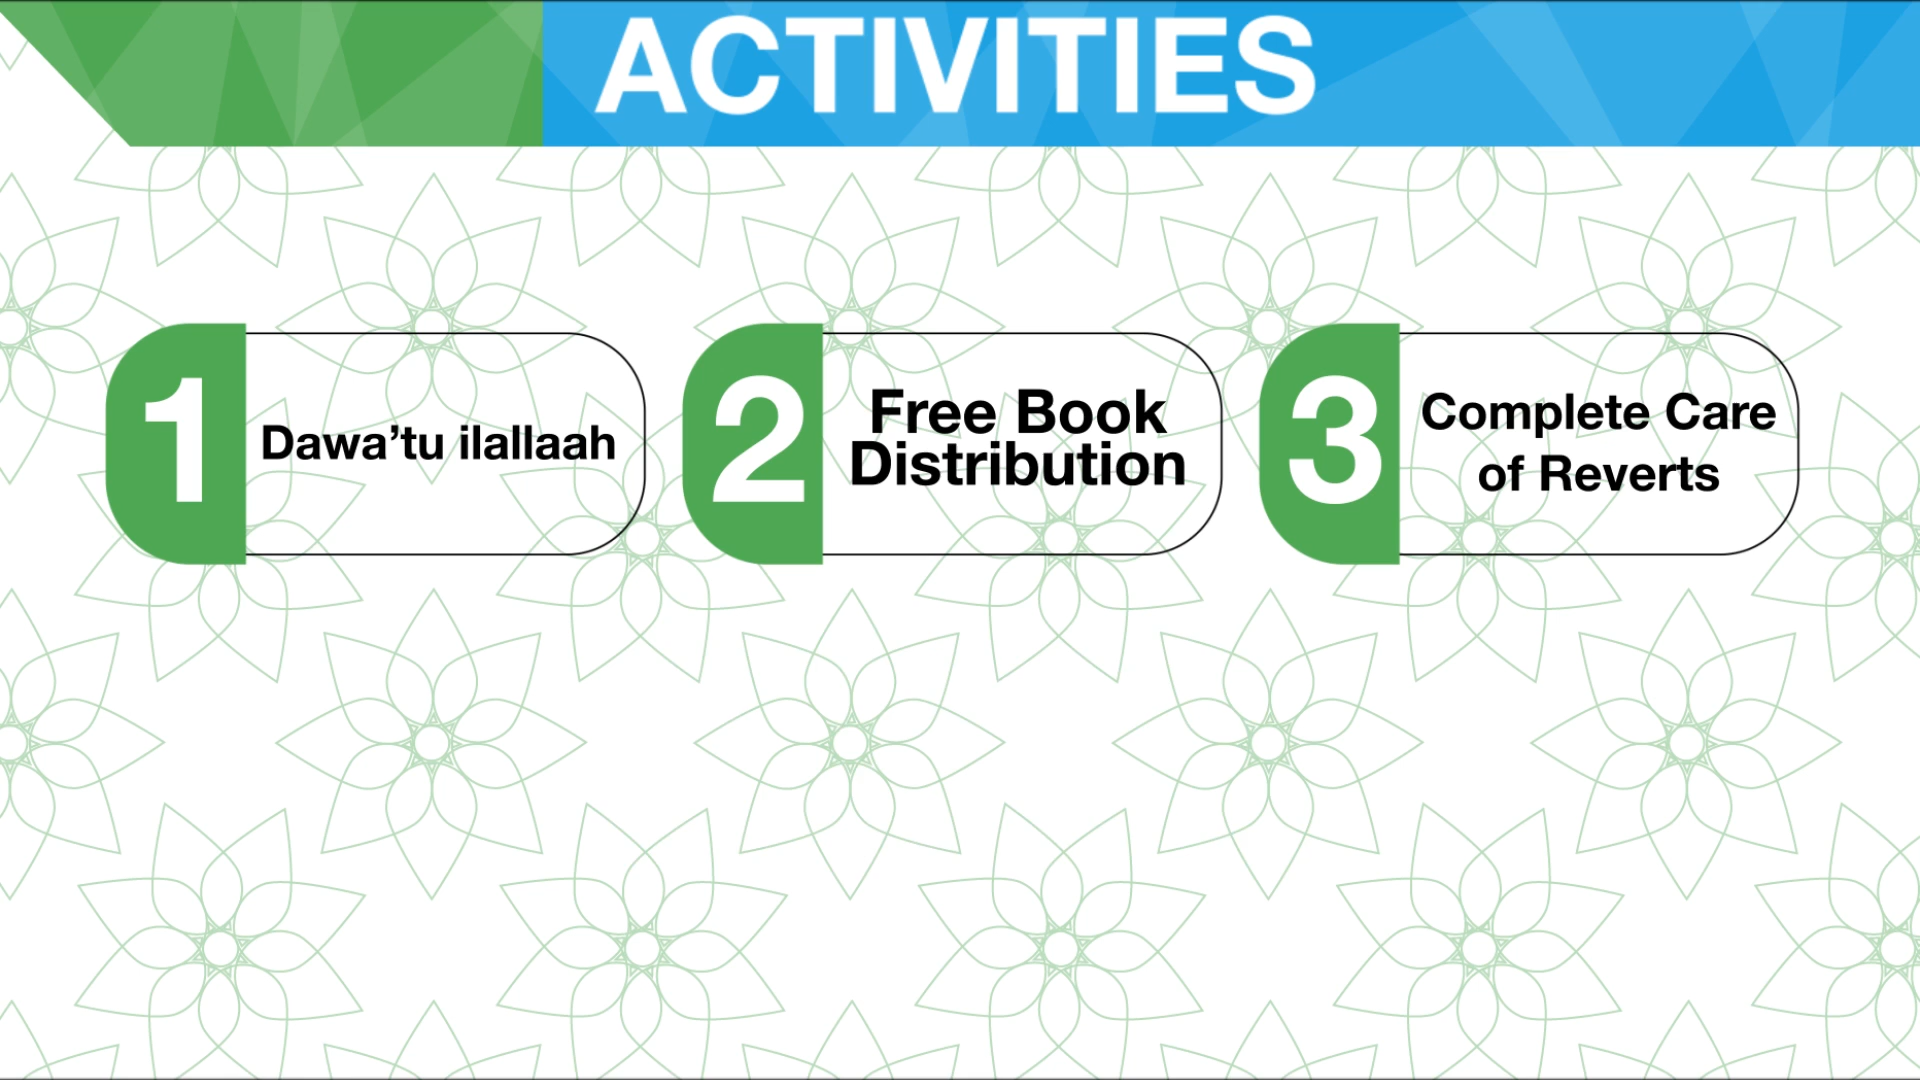 ACTIVITIES
1
Dawa’tu ilallaah
2
Free Book
Distribution
3
Complete Care
of Reverts